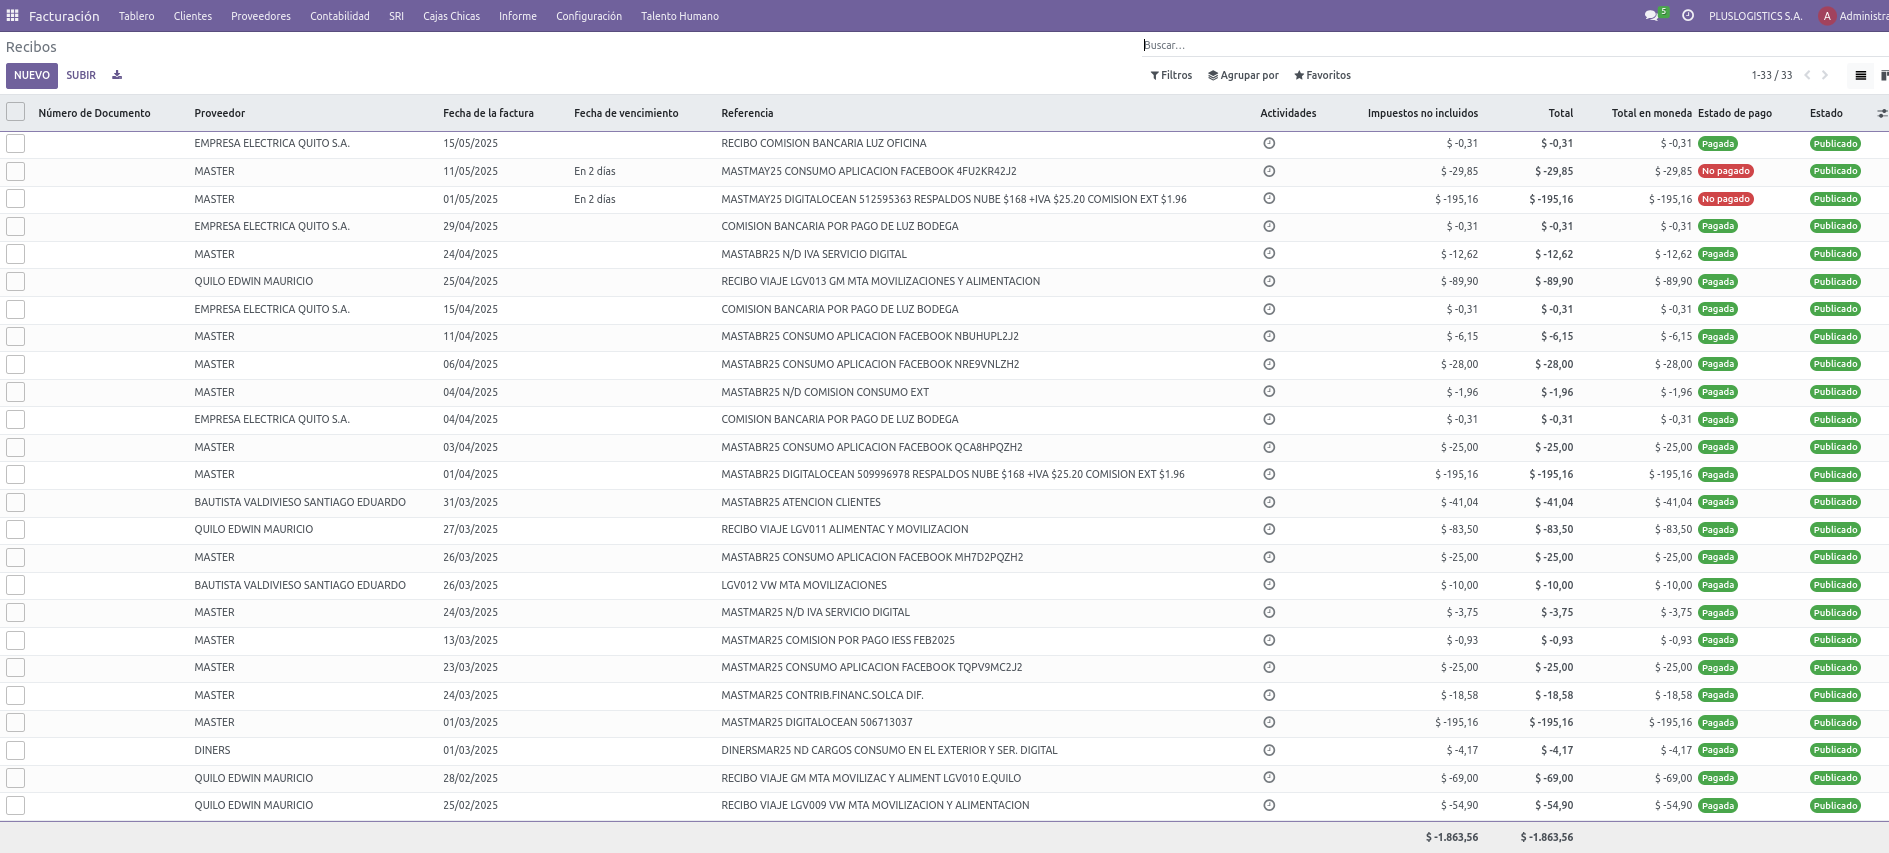 Facturación Tablero Clientes Proveedores Contabilidad SRI Cajas Chicas Informe Configuración Talento Humano 5 PLUSLOGISTICS S.A. A Administra
Recibos Buscar...
NUEVO SUBIR Filtros Agrupar por Favoritos 1-33 / 33
Número de Documento Proveedor Fecha de la factura Fecha de vencimiento Referencia Actividades Impuestos no incluidos Total Total en moneda Estado de pago Estado
EMPRESA ELECTRICA QUITO S.A. 15/05/2025 RECIBO COMISION BANCARIA LUZ OFICINA $ -0,31 $ -0,31 $ -0,31 Pagada Publicado
MASTER 11/05/2025 En 2 días MASTMAY25 CONSUMO APLICACION FACEBOOK 4FU2KR42J2 $ -29,85 $ -29,85 $ -29,85 No pagado Publicado
MASTER 01/05/2025 En 2 días MASTMAY25 DIGITALOCEAN 512595363 RESPALDOS NUBE $168 +IVA $25.20 COMISION EXT $1.96 $ -195,16 $ -195,16 $ -195,16 No pagado Publicado
EMPRESA ELECTRICA QUITO S.A. 29/04/2025 COMISION BANCARIA POR PAGO DE LUZ BODEGA $ -0,31 $ -0,31 $ -0,31 Pagada Publicado
MASTER 24/04/2025 MASTABR25 N/D IVA SERVICIO DIGITAL $ -12,62 $ -12,62 $ -12,62 Pagada Publicado
QUILO EDWIN MAURICIO 25/04/2025 RECIBO VIAJE LGV013 GM MTA MOVILIZACIONES Y ALIMENTACION $ -89,90 $ -89,90 $ -89,90 Pagada Publicado
EMPRESA ELECTRICA QUITO S.A. 15/04/2025 COMISION BANCARIA POR PAGO DE LUZ BODEGA $ -0,31 $ -0,31 $ -0,31 Pagada Publicado
MASTER 11/04/2025 MASTABR25 CONSUMO APLICACION FACEBOOK NBUHUPL2J2 $ -6,15 $ -6,15 $ -6,15 Pagada Publicado
MASTER 06/04/2025 MASTABR25 CONSUMO APLICACION FACEBOOK NRE9VNLZH2 $ -28,00 $ -28,00 $ -28,00 Pagada Publicado
MASTER 04/04/2025 MASTABR25 N/D COMISION CONSUMO EXT $ -1,96 $ -1,96 $ -1,96 Pagada Publicado
EMPRESA ELECTRICA QUITO S.A. 04/04/2025 COMISION BANCARIA POR PAGO DE LUZ BODEGA $ -0,31 $ -0,31 $ -0,31 Pagada Publicado
MASTER 03/04/2025 MASTABR25 CONSUMO APLICACION FACEBOOK QCA8HPQZH2 $ -25,00 $ -25,00 $ -25,00 Pagada Publicado
MASTER 01/04/2025 MASTABR25 DIGITALOCEAN 509996978 RESPALDOS NUBE $168 +IVA $25.20 COMISION EXT $1.96 $ -195,16 $ -195,16 $ -195,16 Pagada Publicado
BAUTISTA VALDIVIESO SANTIAGO EDUARDO 31/03/2025 MASTABR25 ATENCION CLIENTES $ -41,04 $ -41,04 $ -41,04 Pagada Publicado
QUILO EDWIN MAURICIO 27/03/2025 RECIBO VIAJE LGV011 ALIMENTAC Y MOVILIZACION $ -83,50 $ -83,50 $ -83,50 Pagada Publicado
MASTER 26/03/2025 MASTABR25 CONSUMO APLICACION FACEBOOK MH7D2PQZH2 $ -25,00 $ -25,00 $ -25,00 Pagada Publicado
BAUTISTA VALDIVIESO SANTIAGO EDUARDO 26/03/2025 LGV012 VW MTA MOVILIZACIONES $ -10,00 $ -10,00 $ -10,00 Pagada Publicado
MASTER 24/03/2025 MASTMAR25 N/D IVA SERVICIO DIGITAL $ -3,75 $ -3,75 $ -3,75 Pagada Publicado
MASTER 13/03/2025 MASTMAR25 COMISION POR PAGO IESS FEB2025 $ -0,93 $ -0,93 $ -0,93 Pagada Publicado
MASTER 23/03/2025 MASTMAR25 CONSUMO APLICACION FACEBOOK TQPV9MC2J2 $ -25,00 $ -25,00 $ -25,00 Pagada Publicado
MASTER 24/03/2025 MASTMAR25 CONTRIB.FINANC.SOLCA DIF. $ -18,58 $ -18,58 $ -18,58 Pagada Publicado
MASTER 01/03/2025 MASTMAR25 DIGITALOCEAN 506713037 $ -195,16 $ -195,16 $ -195,16 Pagada Publicado
DINERS 01/03/2025 DINERSMAR25 ND CARGOS CONSUMO EN EL EXTERIOR Y SER. DIGITAL $ -4,17 $ -4,17 $ -4,17 Pagada Publicado
QUILO EDWIN MAURICIO 28/02/2025 RECIBO VIAJE GM MTA MOVILIZAC Y ALIMENT LGV010 E.QUILO $ -69,00 $ -69,00 $ -69,00 Pagada Publicado
QUILO EDWIN MAURICIO 25/02/2025 RECIBO VIAJE LGV009 VW MTA MOVILIZACION Y ALIMENTACION $ -54,90 $ -54,90 $ -54,90 Pagada Publicado
$ -1.863,56 $ -1.863,56